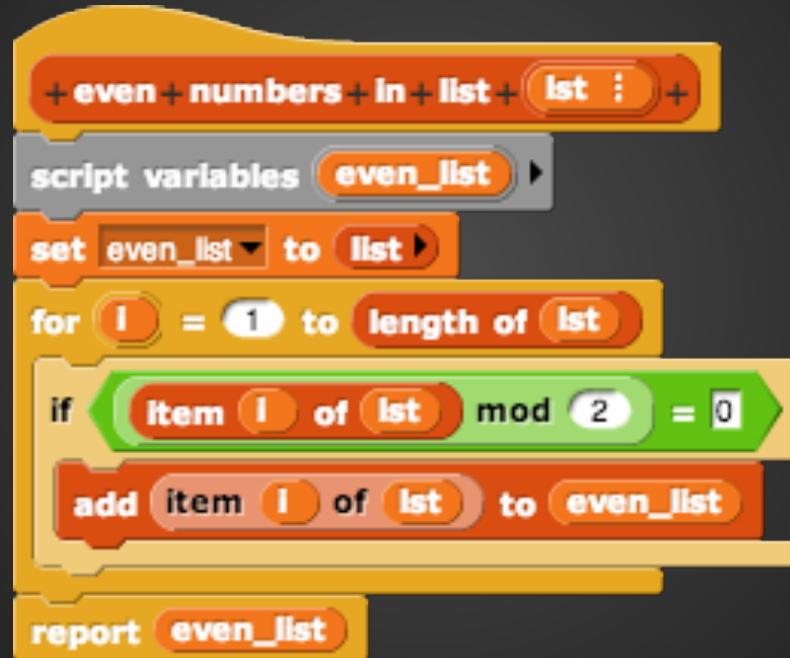 +even+numbers+in+list+ lst ⋮ +
script variables even_list
set even_list to list
for i = 1 to length of lst
if item i of lst mod 2 = 0
add item i of lst to even_list
report even_list